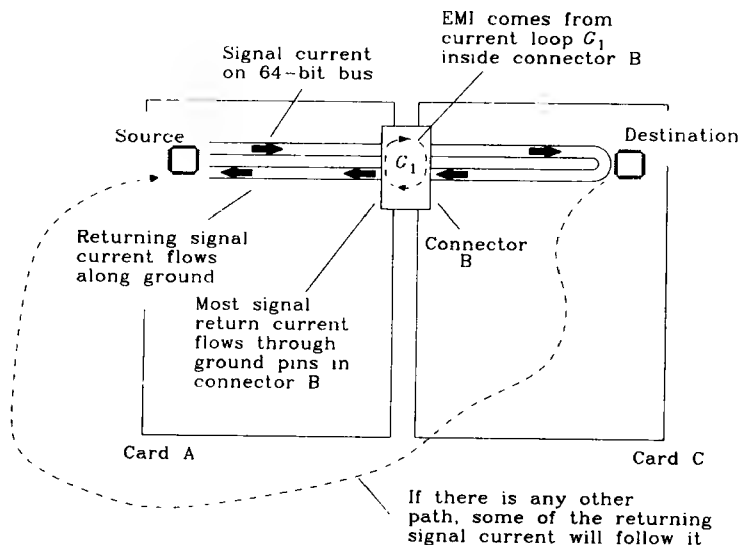 Signal current
on 64-bit bus
EMI comes from
current loop G1
inside connector B
Source
Destination
G1
Returning signal
current flows
along ground
Connector
B
Most signal
return current
flows through
ground pins in
connector B
Card A
Card C
If there is any other
path, some of the returning
signal current will follow it